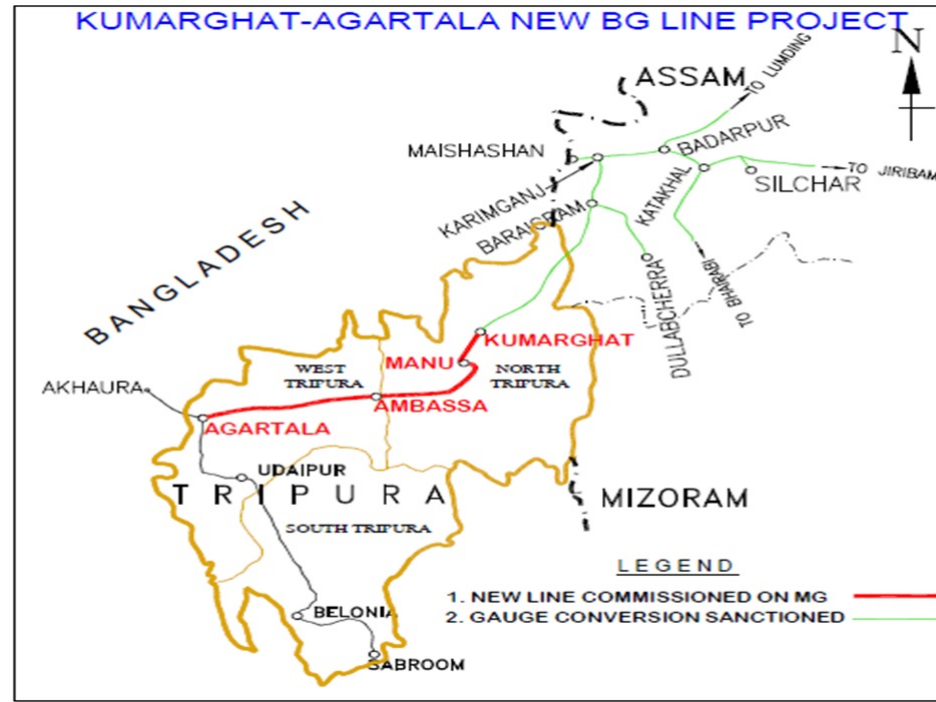 KUMARGHAT-AGARTALA NEW BG LINE PROJECT
N
ASSAM
TO LUMDING
MAISHASHAN
BADARPUR
TO JIRIBAM
SILCHAR
KATAKHAL
KARIMGANJ
BARAIGRAM
BANGLADESH
TO BHAIRABI
DULLABCHERRA
KUMARGHAT
MANU
WEST
TRIPURA
NORTH
TRIPURA
AKHAURA
AMBASSA
AGARTALA
UDAIPUR
TRIPURA
MIZORAM
SOUTH TRIPURA
LEGEND
1. NEW LINE COMMISSIONED ON MG
2. GAUGE CONVERSION SANCTIONED
BELONIA
SABROOM